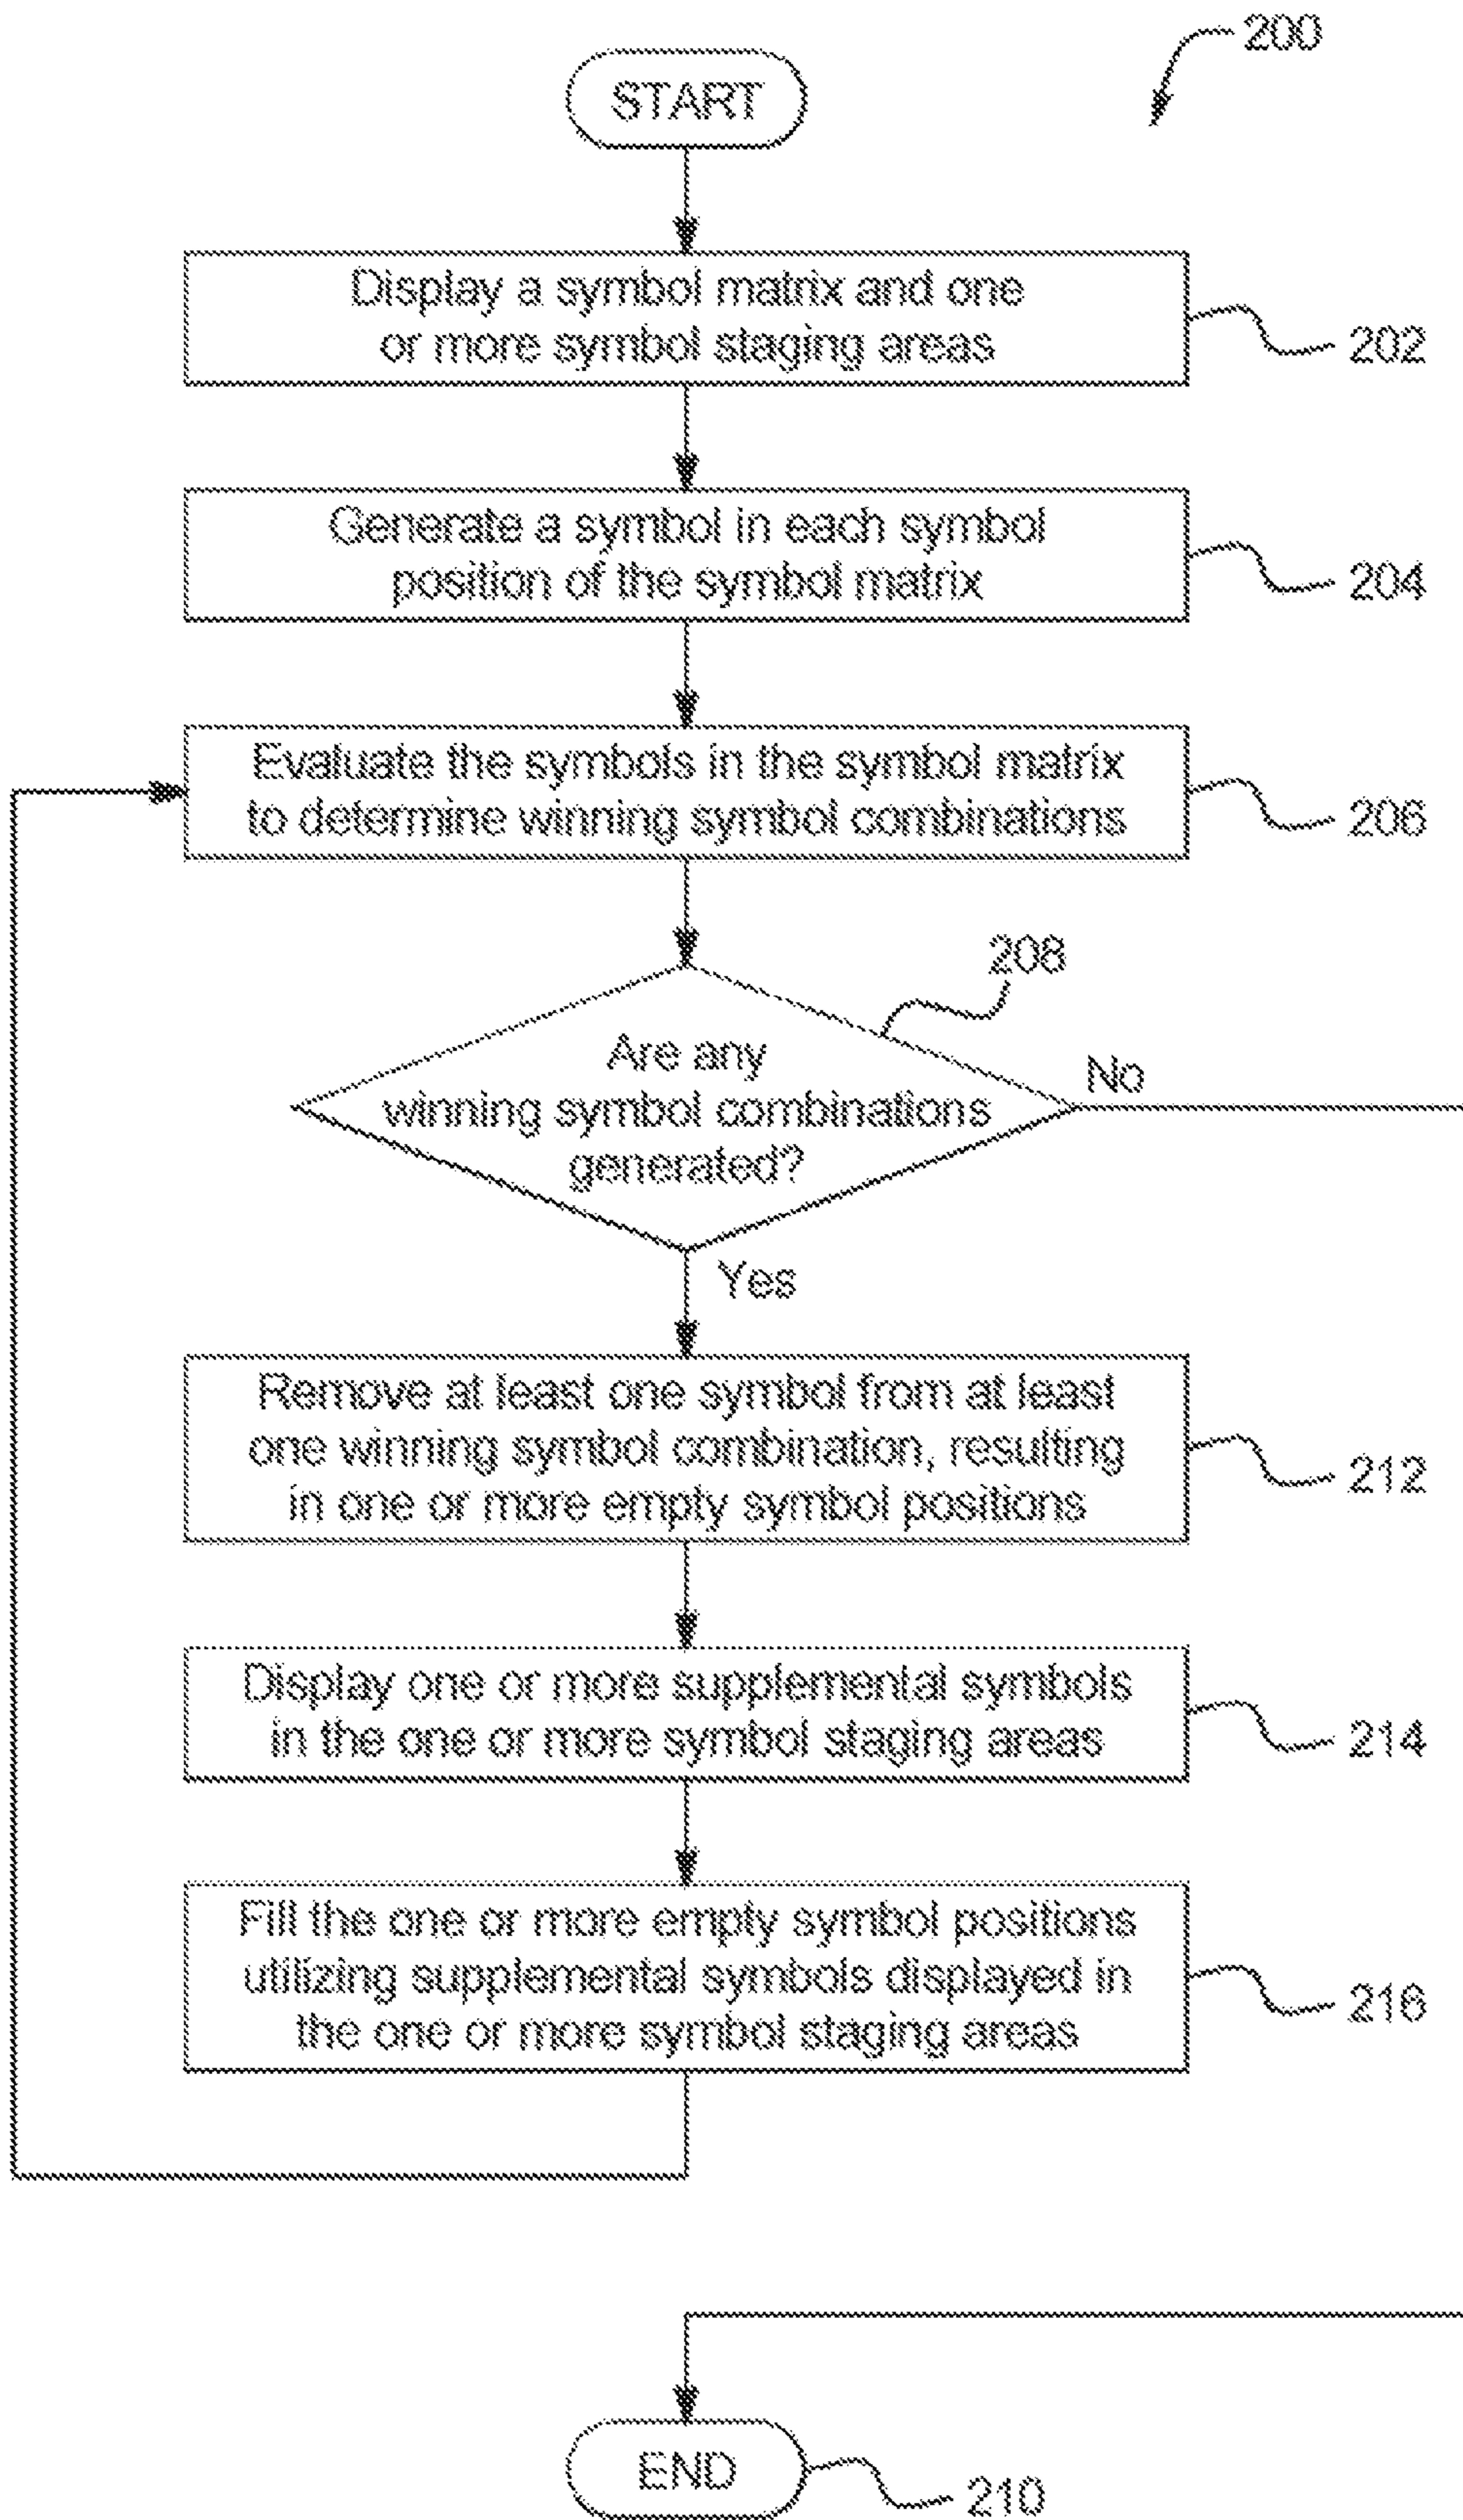 200
START
Display a symbol matrix and one
or more symbol staging areas
202
Generate a symbol in each symbol
position of the symbol matrix
204
Evaluate the symbols in the symbol matrix
to determine winning symbol combinations
206
208
Are any
winning symbol combinations
generated?
No
Yes
Remove at least one symbol from at least
one winning symbol combination, resulting
in one or more empty symbol positions
212
Display one or more supplemental symbols
in the one or more symbol staging areas
214
Fill the one or more empty symbol positions
utilizing supplemental symbols displayed in
the one or more symbol staging areas
216
END
210